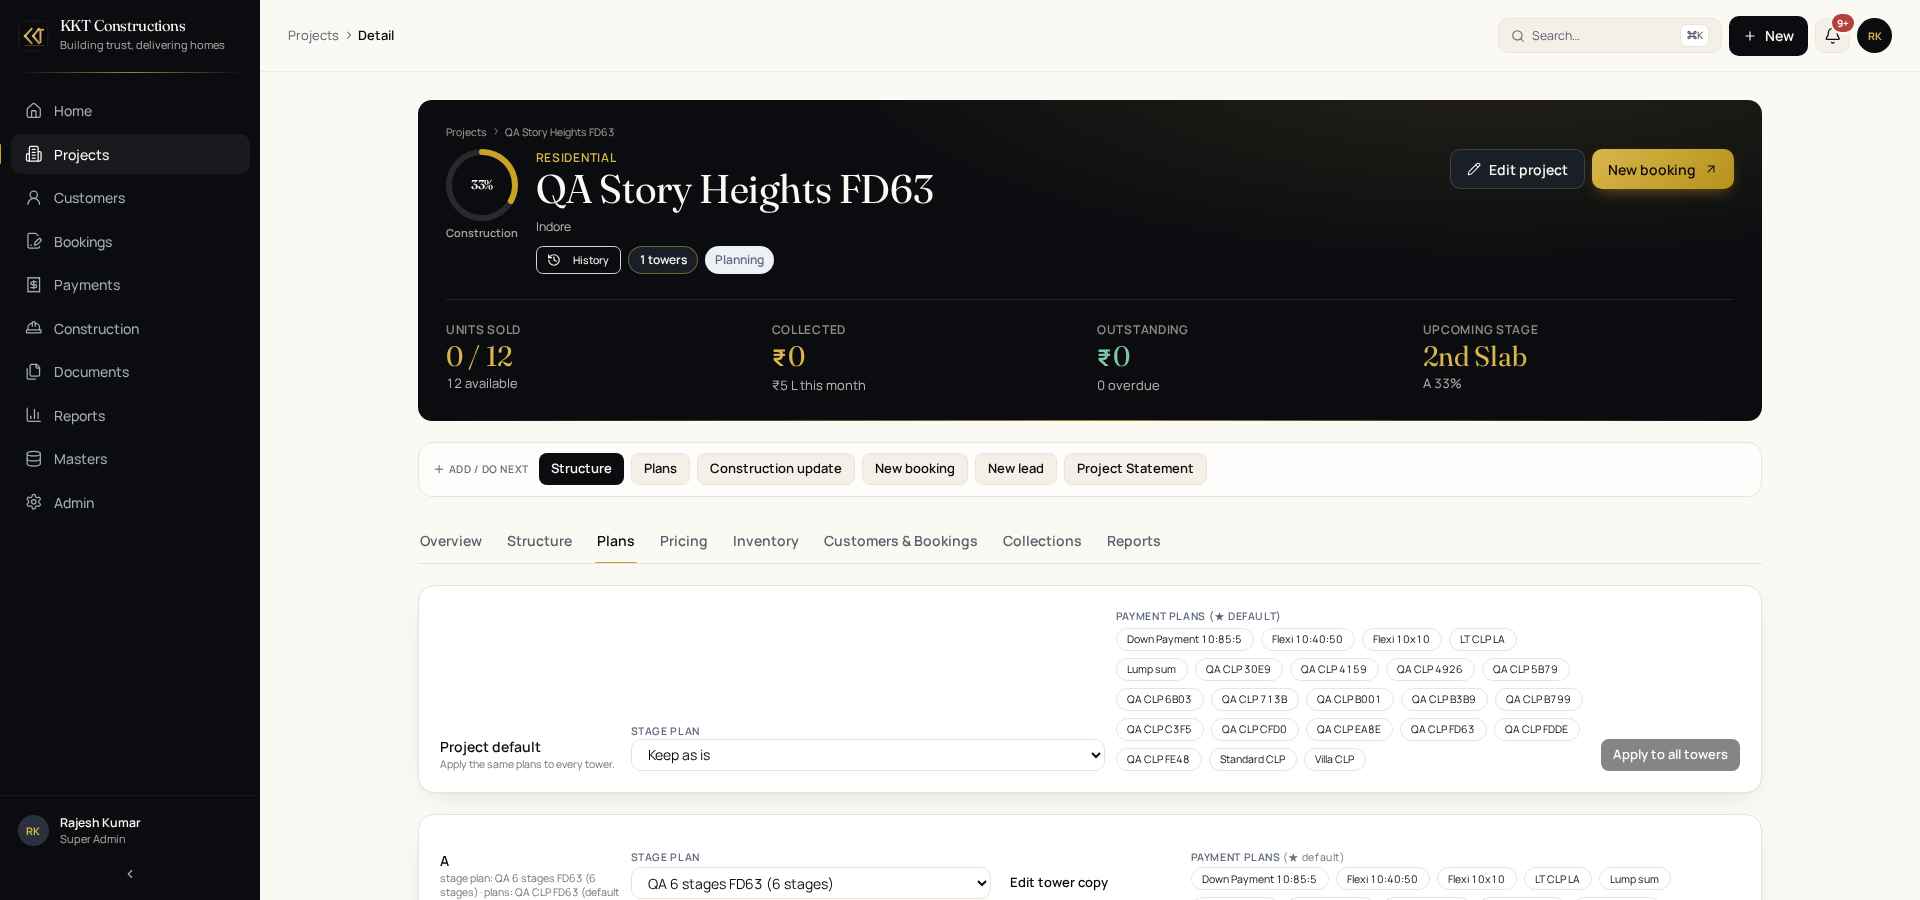 KKT Constructions
Building trust, delivering homes
Home
Projects
Customers
Bookings
Payments
Construction
Documents
Reports
Masters
Admin
RK
Rajesh Kumar
Super Admin
Projects > Detail
Search...
⌘K
+ New
9+
RK
Projects > QA Story Heights FD63
33%
Construction
RESIDENTIAL
QA Story Heights FD63
Indore
History
1 towers
Planning
Edit project
New booking
UNITS SOLD
0 / 12
12 available
COLLECTED
₹0
₹5 L this month
OUTSTANDING
₹0
0 overdue
UPCOMING STAGE
2nd Slab
A 33%
+ ADD / DO NEXT
Structure
Plans
Construction update
New booking
New lead
Project Statement
Overview
Structure
Plans
Pricing
Inventory
Customers & Bookings
Collections
Reports
Project default
Apply the same plans to every tower.
STAGE PLAN
Keep as is
PAYMENT PLANS (★ DEFAULT)
Down Payment 10:85:5
Flexi 10:40:50
Flexi 10x10
LT CLP LA
Lump sum
QA CLP 30E9
QA CLP 4159
QA CLP 4926
QA CLP 5B79
QA CLP 6B03
QA CLP 713B
QA CLP B001
QA CLP B3B9
QA CLP B799
QA CLP C3F5
QA CLP CFD0
QA CLP EA8E
QA CLP FD63
QA CLP FDDE
QA CLP FE48
Standard CLP
Villa CLP
Apply to all towers
A
stage plan: QA 6 stages FD63 (6
stages) · plans: QA CLP FD63 (default
STAGE PLAN
QA 6 stages FD63 (6 stages)
Edit tower copy
PAYMENT PLANS (★ default)
Down Payment 10:85:5
Flexi 10:40:50
Flexi 10x10
LT CLP LA
Lump sum